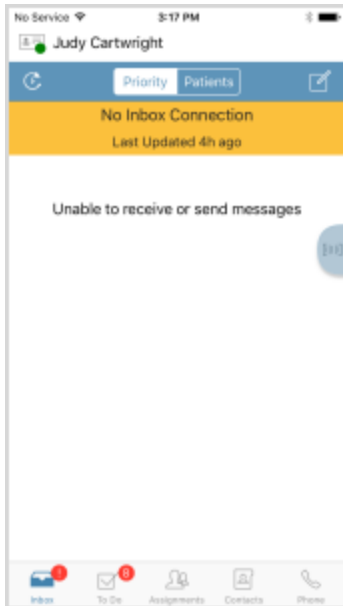 No Service 3:17 PM
Judy Cartwright
Priority Patients
No Inbox Connection
Last Updated 4h ago
Unable to receive or send messages
1 8
Inbox To Do Assignments Contacts Phone